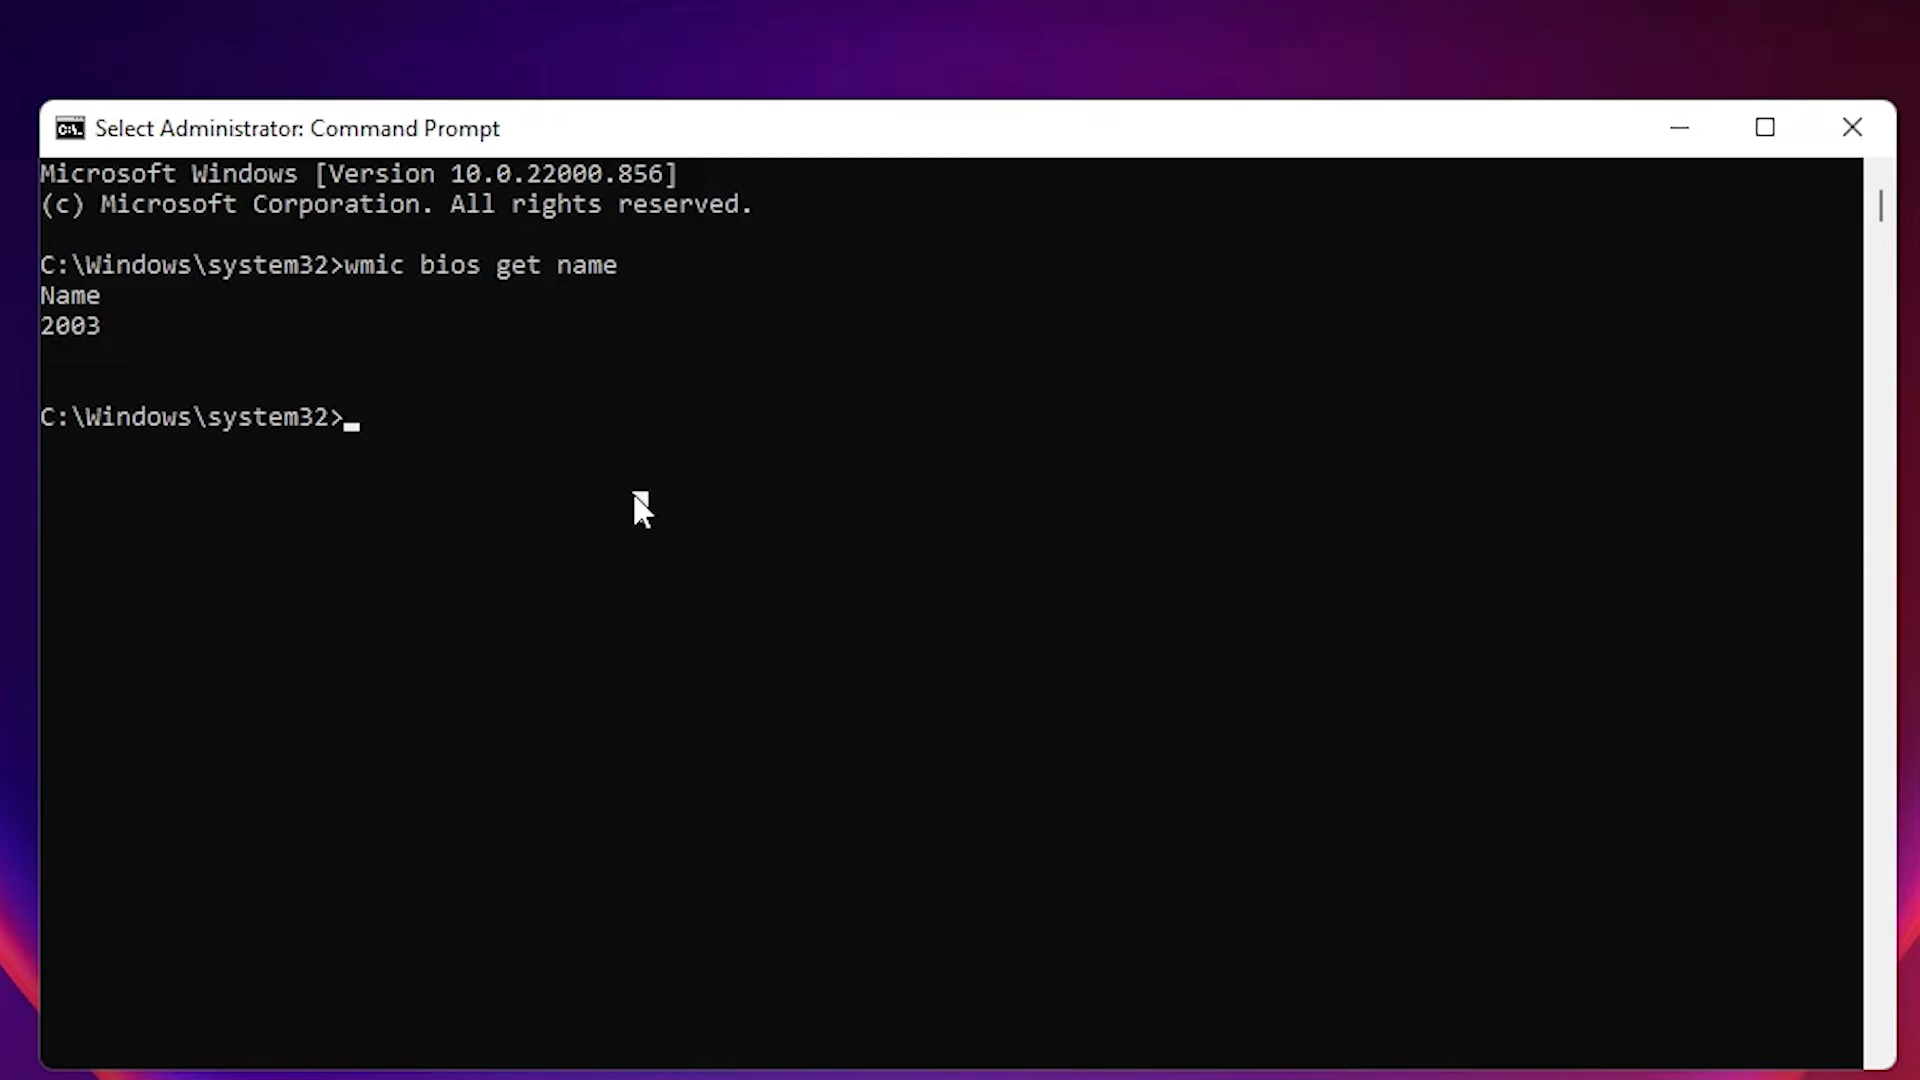 Select Administrator: Command Prompt
Microsoft Windows [Version 10.0.22000.856]
(c) Microsoft Corporation. All rights reserved.
C:\Windows\system32>wmic bios get name
Name
2003
C:\Windows\system32>